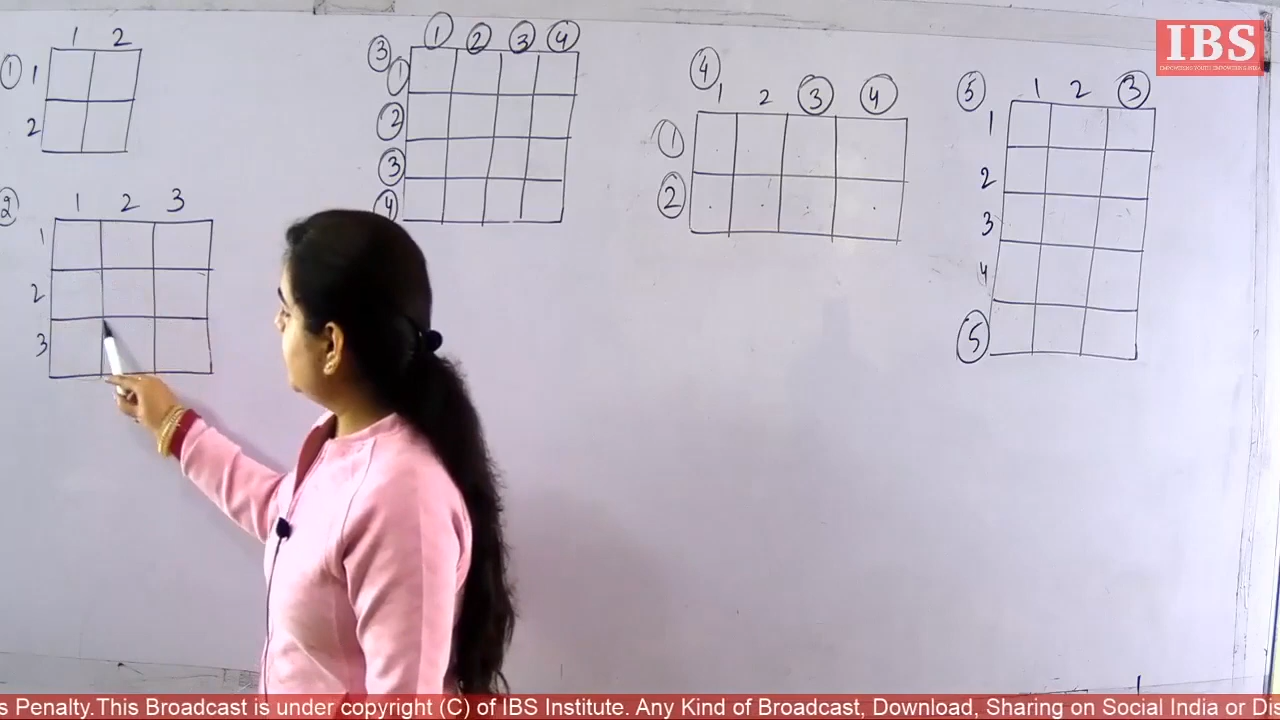 ① 1 2
1
2
② 1 2 3
1
2
3
③ ① ② ③ ④
①
②
③
④
④ 1 2 ③ ④
①
②
⑤ 1 2 ③
1
2
3
4
⑤
IBS
s Penalty.This Broadcast is under copyright (C) of IBS Institute. Any Kind of Broadcast, Download, Sharing on Social India or Dis